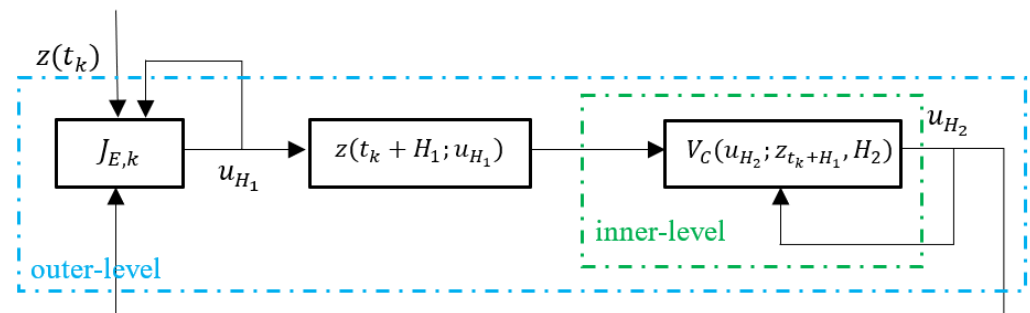 z(t_k)
J_{E,k}
u_{H_1}
z(t_k + H_1; u_{H_1})
V_C(u_{H_2}; z_{t_k+H_1}, H_2)
u_{H_2}
inner-level
outer-level